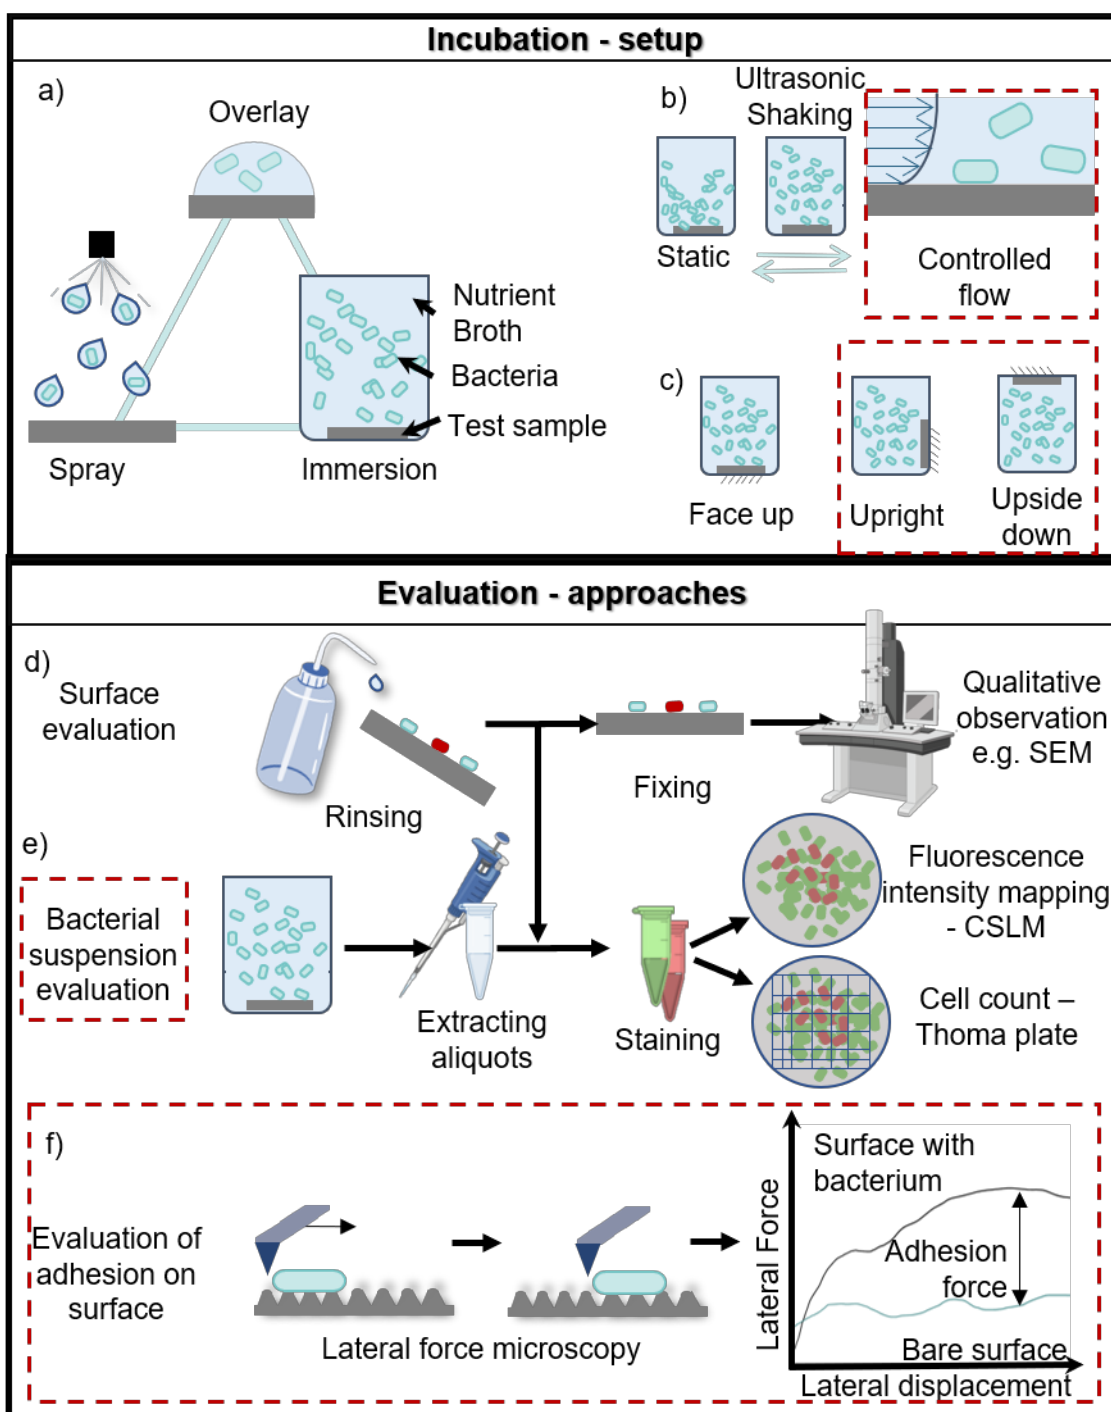 Incubation - setup
a)
Overlay
Nutrient
Broth
Bacteria
Test sample
Spray
Immersion
b)
Ultrasonic
Shaking
Static
Controlled
flow
c)
Face up
Upright
Upside
down
Evaluation - approaches
d)
Surface
evaluation
Rinsing
Fixing
Qualitative
observation
e.g. SEM
e)
Bacterial
suspension
evaluation
Extracting
aliquots
Staining
Fluorescence
intensity mapping
- CSLM
Cell count –
Thoma plate
f)
Evaluation of
adhesion on
surface
Lateral force microscopy
Lateral Force
Surface with
bacterium
Adhesion
force
Bare surface
Lateral displacement